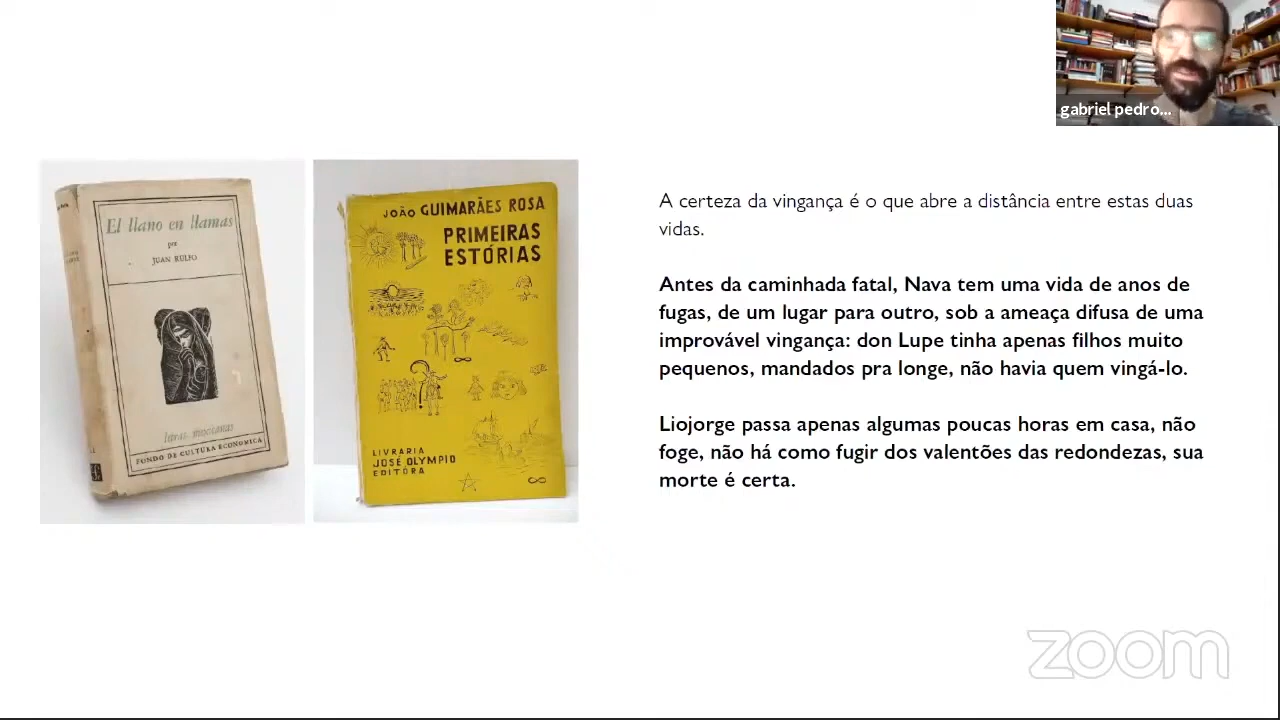 gabriel pedro...
El llano en llamas
por
JUAN RULFO
letras mexicanas
FONDO DE CULTURA ECONOMICA
JOÃO GUIMARÃES ROSA
PRIMEIRAS
ESTÓRIAS
LIVRARIA
JOSÉ OLYMPIO
EDITÔRA
A certeza da vingança é o que abre a distância entre estas duas
vidas.
Antes da caminhada fatal, Nava tem uma vida de anos de
fugas, de um lugar para outro, sob a ameaça difusa de uma
improvável vingança: don Lupe tinha apenas filhos muito
pequenos, mandados pra longe, não havia quem vingá-lo.
Liojorge passa apenas algumas poucas horas em casa, não
foge, não há como fugir dos valentões das redondezas, sua
morte é certa.
zoom